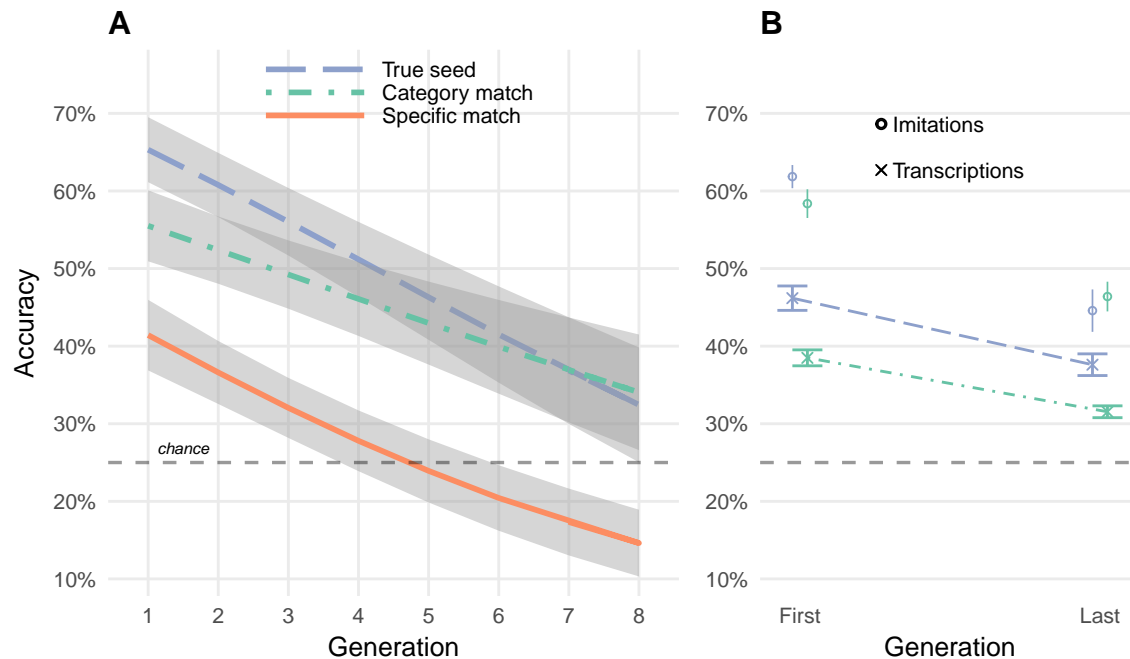 A
True seed
Category match
Specific match
70%
60%
50%
40%
30%
20%
10%
Accuracy
chance
1 2 3 4 5 6 7 8
Generation
B
Imitations
Transcriptions
70%
60%
50%
40%
30%
20%
10%
First Last
Generation